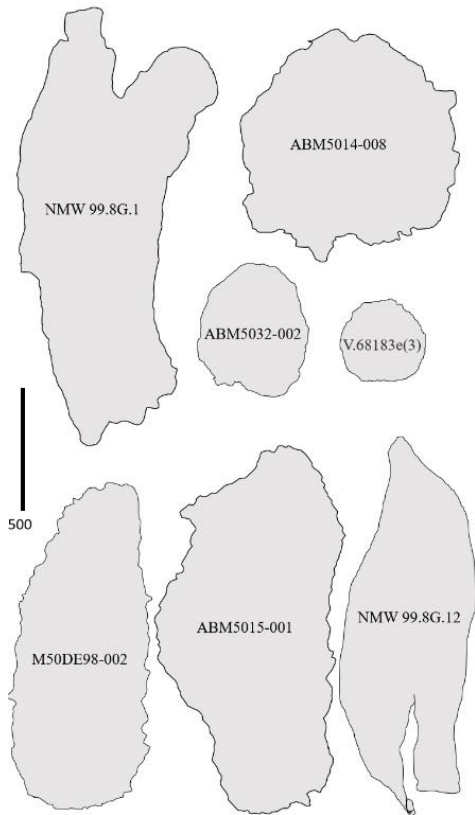 ABM5014-008
NMW 99.8G.1
ABM5032-002
V.68183e(3)
500
M50DE98-002
ABM5015-001
NMW 99.8G.12